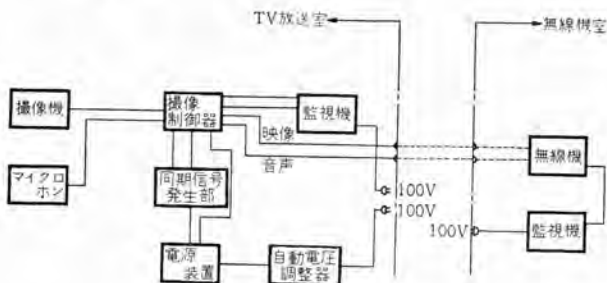 TV放送室
無線機室
撮像機
撮像
制御器
監視機
映像
音声
無線機
マイクロ
ホン
同期信号
発生部
100V
100V
100V
監視機
電源
装置
自動電圧
調整器